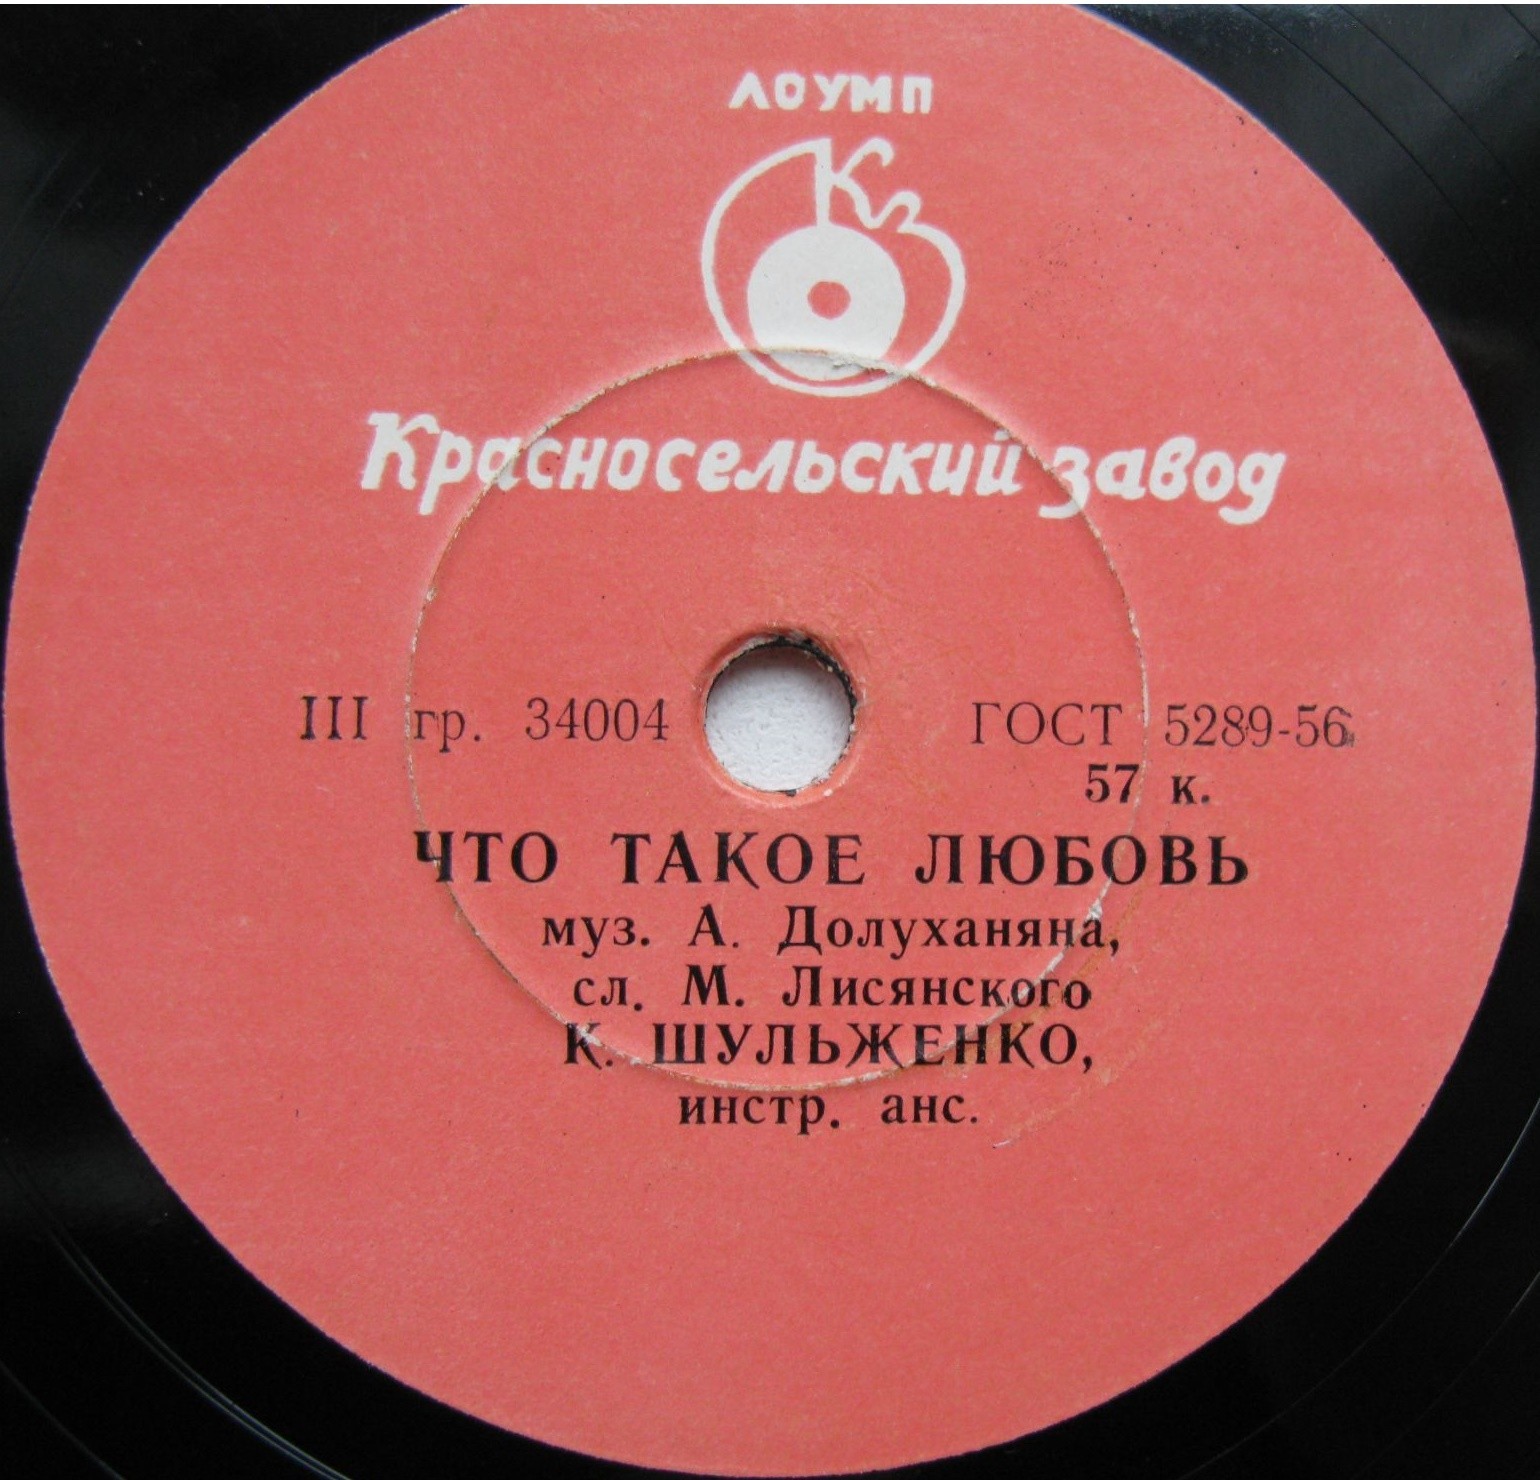 ЛОУМП
Кз
Красносельский завод
III гр. 34004 ГОСТ 5289-56
57 к.
ЧТО ТАКОЕ ЛЮБОВЬ
муз. А. Долуханяна,
сл. М. Лисянского
К. ШУЛЬЖЕНКО,
инстр. анс.